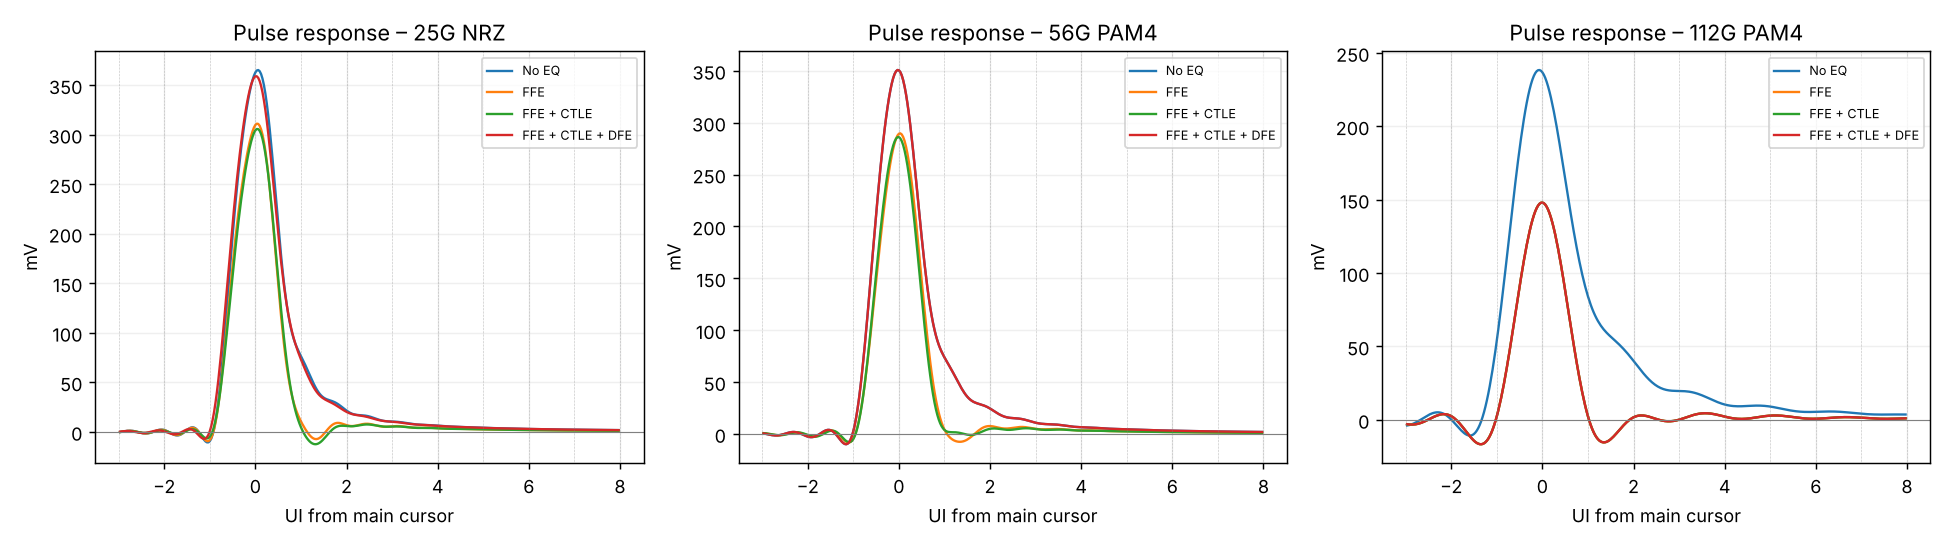 Pulse response – 25G NRZ
350
300
250
200
150
100
50
0
mV
−2
0
2
4
6
8
UI from main cursor
No EQ
FFE
FFE + CTLE
FFE + CTLE + DFE
Pulse response – 56G PAM4
350
300
250
200
150
100
50
0
mV
−2
0
2
4
6
8
UI from main cursor
No EQ
FFE
FFE + CTLE
FFE + CTLE + DFE
Pulse response – 112G PAM4
250
200
150
100
50
0
mV
−2
0
2
4
6
8
UI from main cursor
No EQ
FFE
FFE + CTLE
FFE + CTLE + DFE